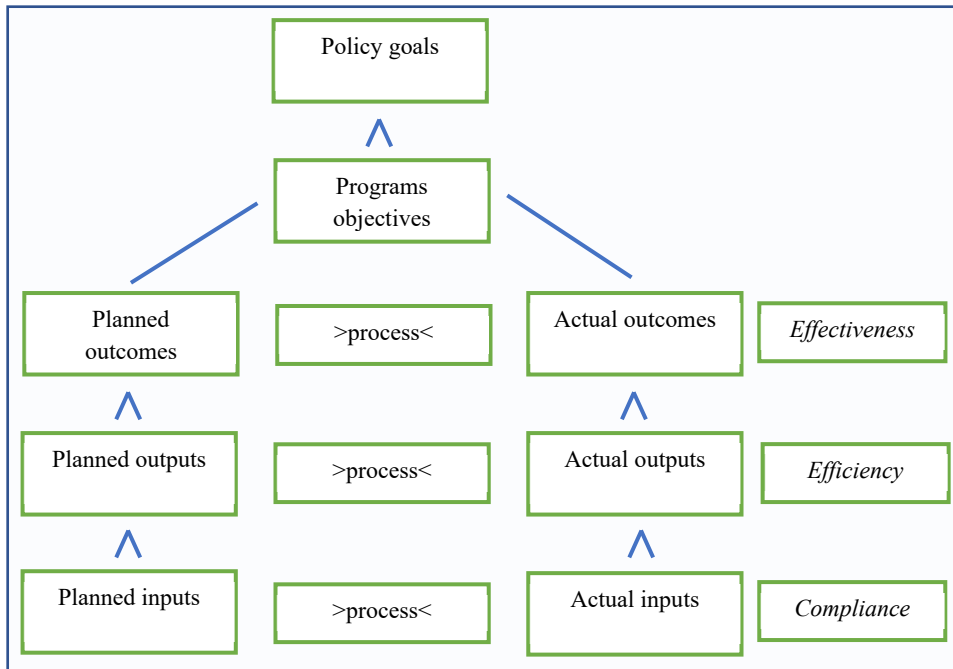 Policy goals
Programs
objectives
Planned
outcomes
>process<
Actual outcomes
Effectiveness
Planned outputs
>process<
Actual outputs
Efficiency
Planned inputs
>process<
Actual inputs
Compliance